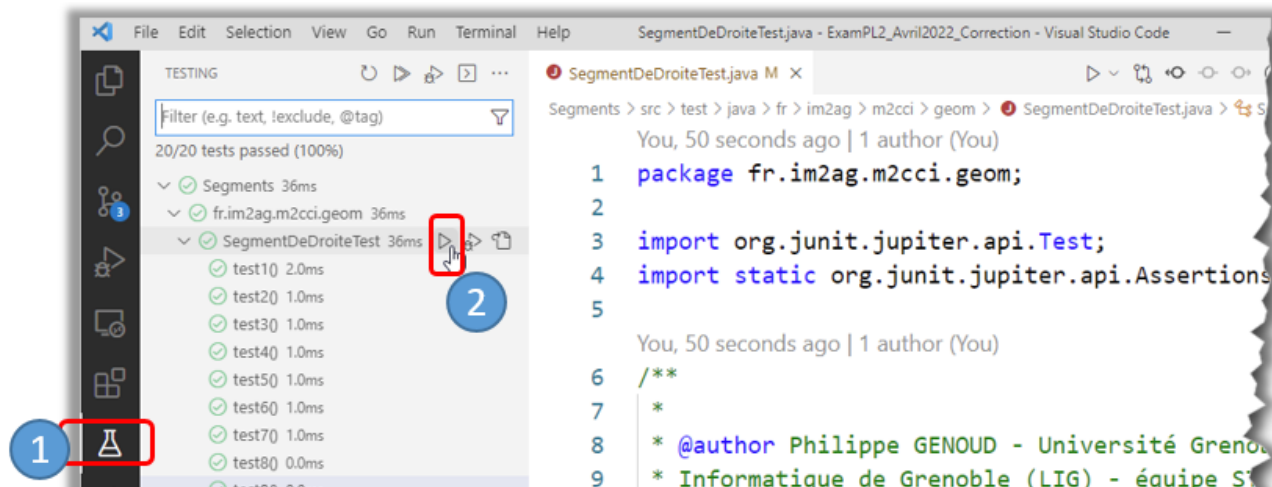 File Edit Selection View Go Run Terminal Help SegmentDeDroiteTest.java - ExamPL2_Avril2022_Correction - Visual Studio Code
TESTING
SegmentDeDroiteTest.java M
Filter (e.g. text, !exclude, @tag)
Segments > src > test > java > fr > im2ag > m2cci > geom > SegmentDeDroiteTest.java > S
20/20 tests passed (100%)
Segments 36ms
fr.im2ag.m2cci.geom 36ms
SegmentDeDroiteTest 36ms
test1() 2.0ms
test2() 1.0ms
test3() 1.0ms
test4() 1.0ms
test5() 1.0ms
test6() 1.0ms
test7() 1.0ms
test8() 0.0ms
3
1
2
You, 50 seconds ago | 1 author (You)
1 package fr.im2ag.m2cci.geom;
2
3 import org.junit.jupiter.api.Test;
4 import static org.junit.jupiter.api.Assertions
5
You, 50 seconds ago | 1 author (You)
6 /**
7 *
8 * @author Philippe GENOUD - Université Greno
9 * Informatique de Grenoble (LIG) - équipe